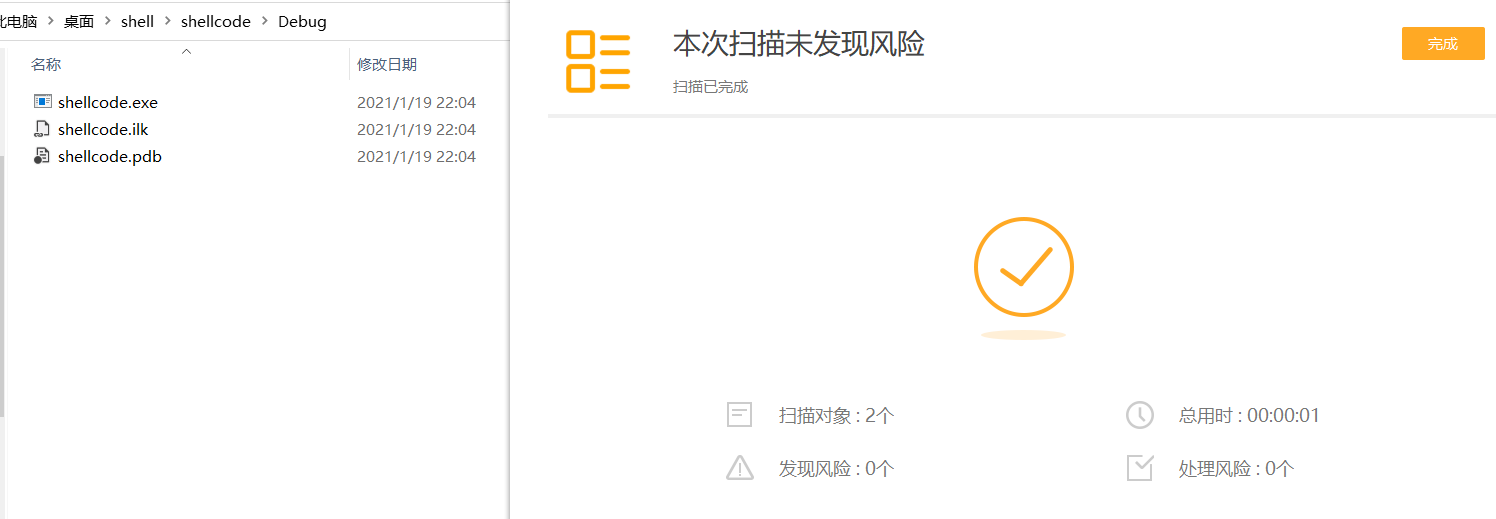 此电脑 > 桌面 > shell > shellcode > Debug
名称 修改日期
shellcode.exe 2021/1/19 22:04
shellcode.ilk 2021/1/19 22:04
shellcode.pdb 2021/1/19 22:04
本次扫描未发现风险
完成
扫描已完成
扫描对象 : 2个
总用时 : 00:00:01
发现风险 : 0个
处理风险 : 0个